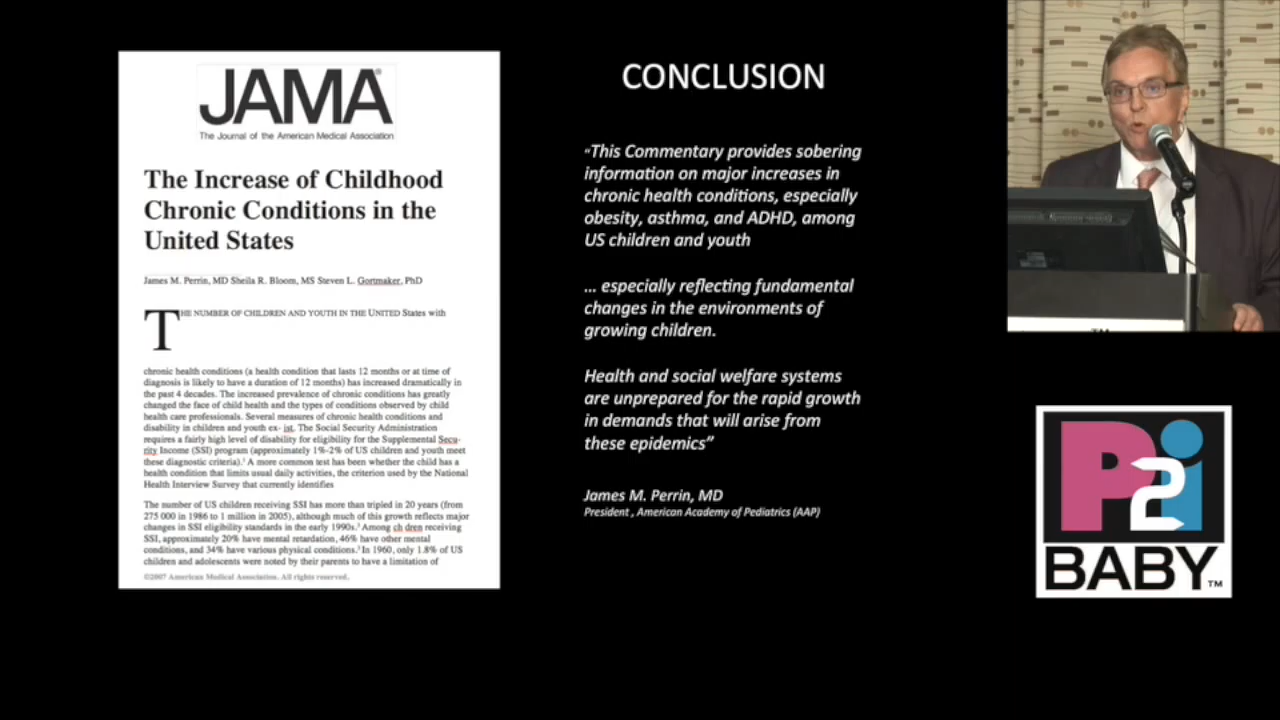 JAMA®
The Journal of the American Medical Association
The Increase of Childhood
Chronic Conditions in the
United States
James M. Perrin, MD Sheila R. Bloom, MS Steven L. Gortmaker, PhD
THE NUMBER OF CHILDREN AND YOUTH IN THE UNITED States with
chronic health conditions (a health condition that lasts 12 months or at time of
diagnosis is likely to have a duration of 12 months) has increased dramatically in
the past 4 decades. The increased prevalence of chronic conditions has greatly
changed the face of child health and the types of conditions observed by child
health care professionals. Several measures of chronic health conditions and
disability in children and youth ex- ist. The Social Security Administration
requires a fairly high level of disability for eligibility for the Supplemental Secu-
rity Income (SSI) program (approximately 1%-2% of US children and youth meet
these diagnostic criteria).¹ A more common test has been whether the child has a
health condition that limits usual daily activities, the criterion used by the National
Health Interview Survey that currently identifies
The number of US children receiving SSI has more than tripled in 20 years (from
275 000 in 1986 to 1 million in 2005), although much of this growth reflects major
changes in SSI eligibility standards in the early 1990s.³ Among ch dren receiving
SSI, approximately 20% have mental retardation, 46% have other mental
conditions, and 34% have various physical conditions.³ In 1960, only 1.8% of US
children and adolescents were noted by their parents to have a limitation of
©2007 American Medical Association. All rights reserved.
CONCLUSION
“This Commentary provides sobering
information on major increases in
chronic health conditions, especially
obesity, asthma, and ADHD, among
US children and youth
... especially reflecting fundamental
changes in the environments of
growing children.
Health and social welfare systems
are unprepared for the rapid growth
in demands that will arise from
these epidemics”
James M. Perrin, MD
President , American Academy of Pediatrics (AAP)
P2i
BABY™